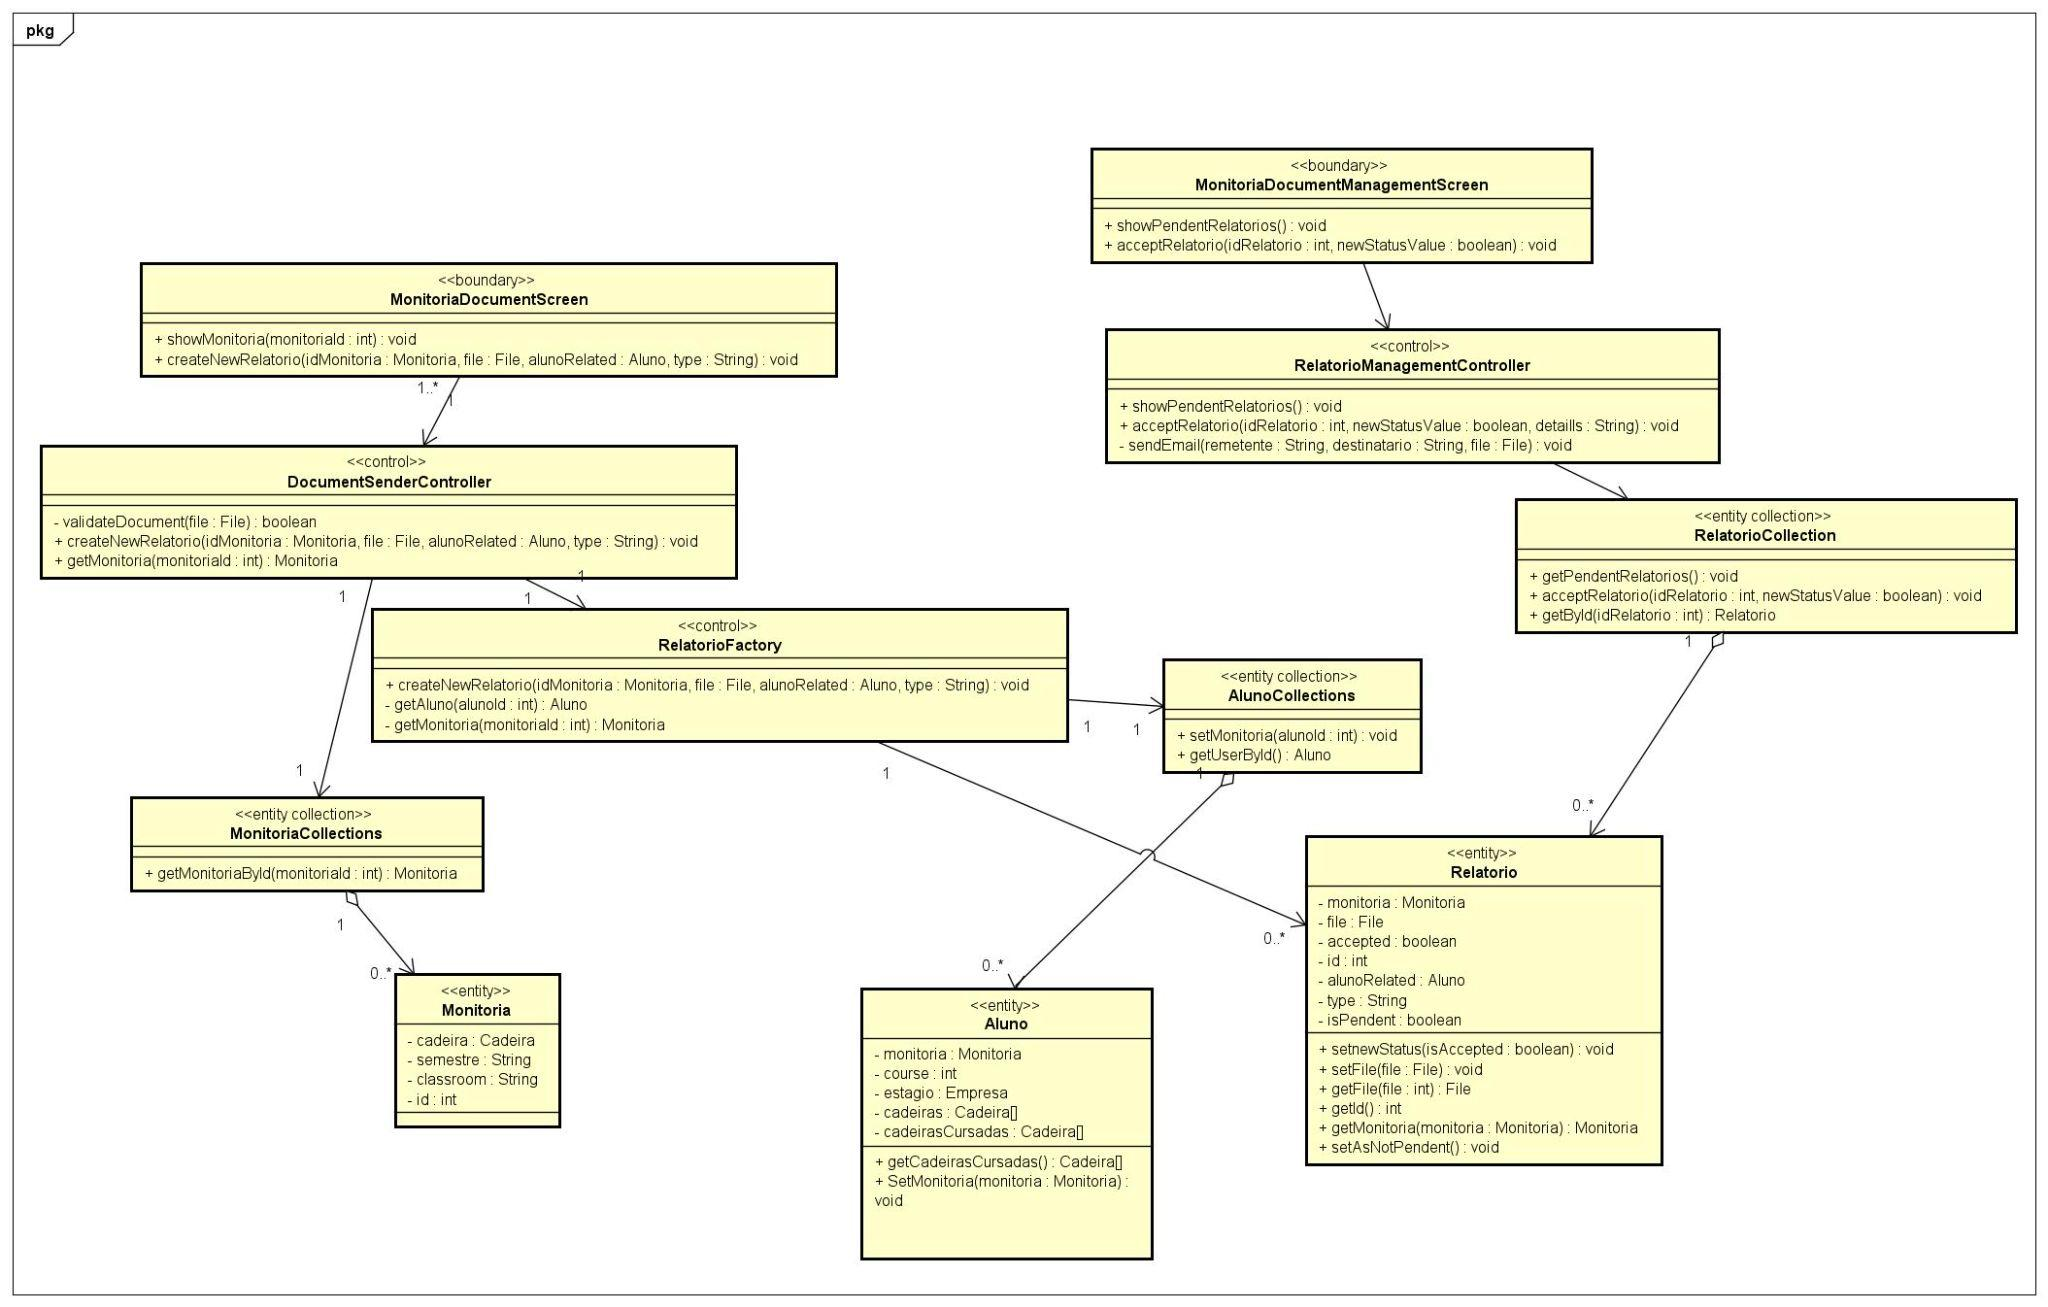 pkg
<<boundary>>
MonitoriaDocumentManagementScreen
+ showPendentRelatorios() : void
+ acceptRelatorio(idRelatorio : int, newStatusValue : boolean) : void
<<boundary>>
MonitoriaDocumentScreen
+ showMonitoria(monitoriaId : int) : void
+ createNewRelatorio(idMonitoria : Monitoria, file : File, alunoRelated : Aluno, type : String) : void
1..*
1
<<control>>
RelatorioManagementController
+ showPendentRelatorios() : void
+ acceptRelatorio(idRelatorio : int, newStatusValue : boolean, detaills : String) : void
- sendEmail(remetente : String, destinatario : String, file : File) : void
<<control>>
DocumentSenderController
- validateDocument(file : File) : boolean
+ createNewRelatorio(idMonitoria : Monitoria, file : File, alunoRelated : Aluno, type : String) : void
+ getMonitoria(monitoriaId : int) : Monitoria
1
1
1
<<entity collection>>
RelatorioCollection
+ getPendentRelatorios() : void
+ acceptRelatorio(idRelatorio : int, newStatusValue : boolean) : void
+ getById(idRelatorio : int) : Relatorio
1
<<control>>
RelatorioFactory
+ createNewRelatorio(idMonitoria : Monitoria, file : File, alunoRelated : Aluno, type : String) : void
- getAluno(alunoId : int) : Aluno
- getMonitoria(monitoriaId : int) : Monitoria
1
1
1
<<entity collection>>
AlunoCollections
+ setMonitoria(alunoId : int) : void
+ getUserById() : Aluno
1
1
<<entity collection>>
MonitoriaCollections
+ getMonitoriaById(monitoriaId : int) : Monitoria
1
0..*
<<entity>>
Monitoria
- cadeira : Cadeira
- semestre : String
- classroom : String
- id : int
0..*
<<entity>>
Aluno
- monitoria : Monitoria
- course : int
- estagio : Empresa
- cadeiras : Cadeira[]
- cadeirasCursadas : Cadeira[]
+ getCadeirasCursadas() : Cadeira[]
+ SetMonitoria(monitoria : Monitoria) :
void
0..*
0..*
<<entity>>
Relatorio
- monitoria : Monitoria
- file : File
- accepted : boolean
- id : int
- alunoRelated : Aluno
- type : String
- isPendent : boolean
+ setnewStatus(isAccepted : boolean) : void
+ setFile(file : File) : void
+ getFile(file : int) : File
+ getId() : int
+ getMonitoria(monitoria : Monitoria) : Monitoria
+ setAsNotPendent() : void